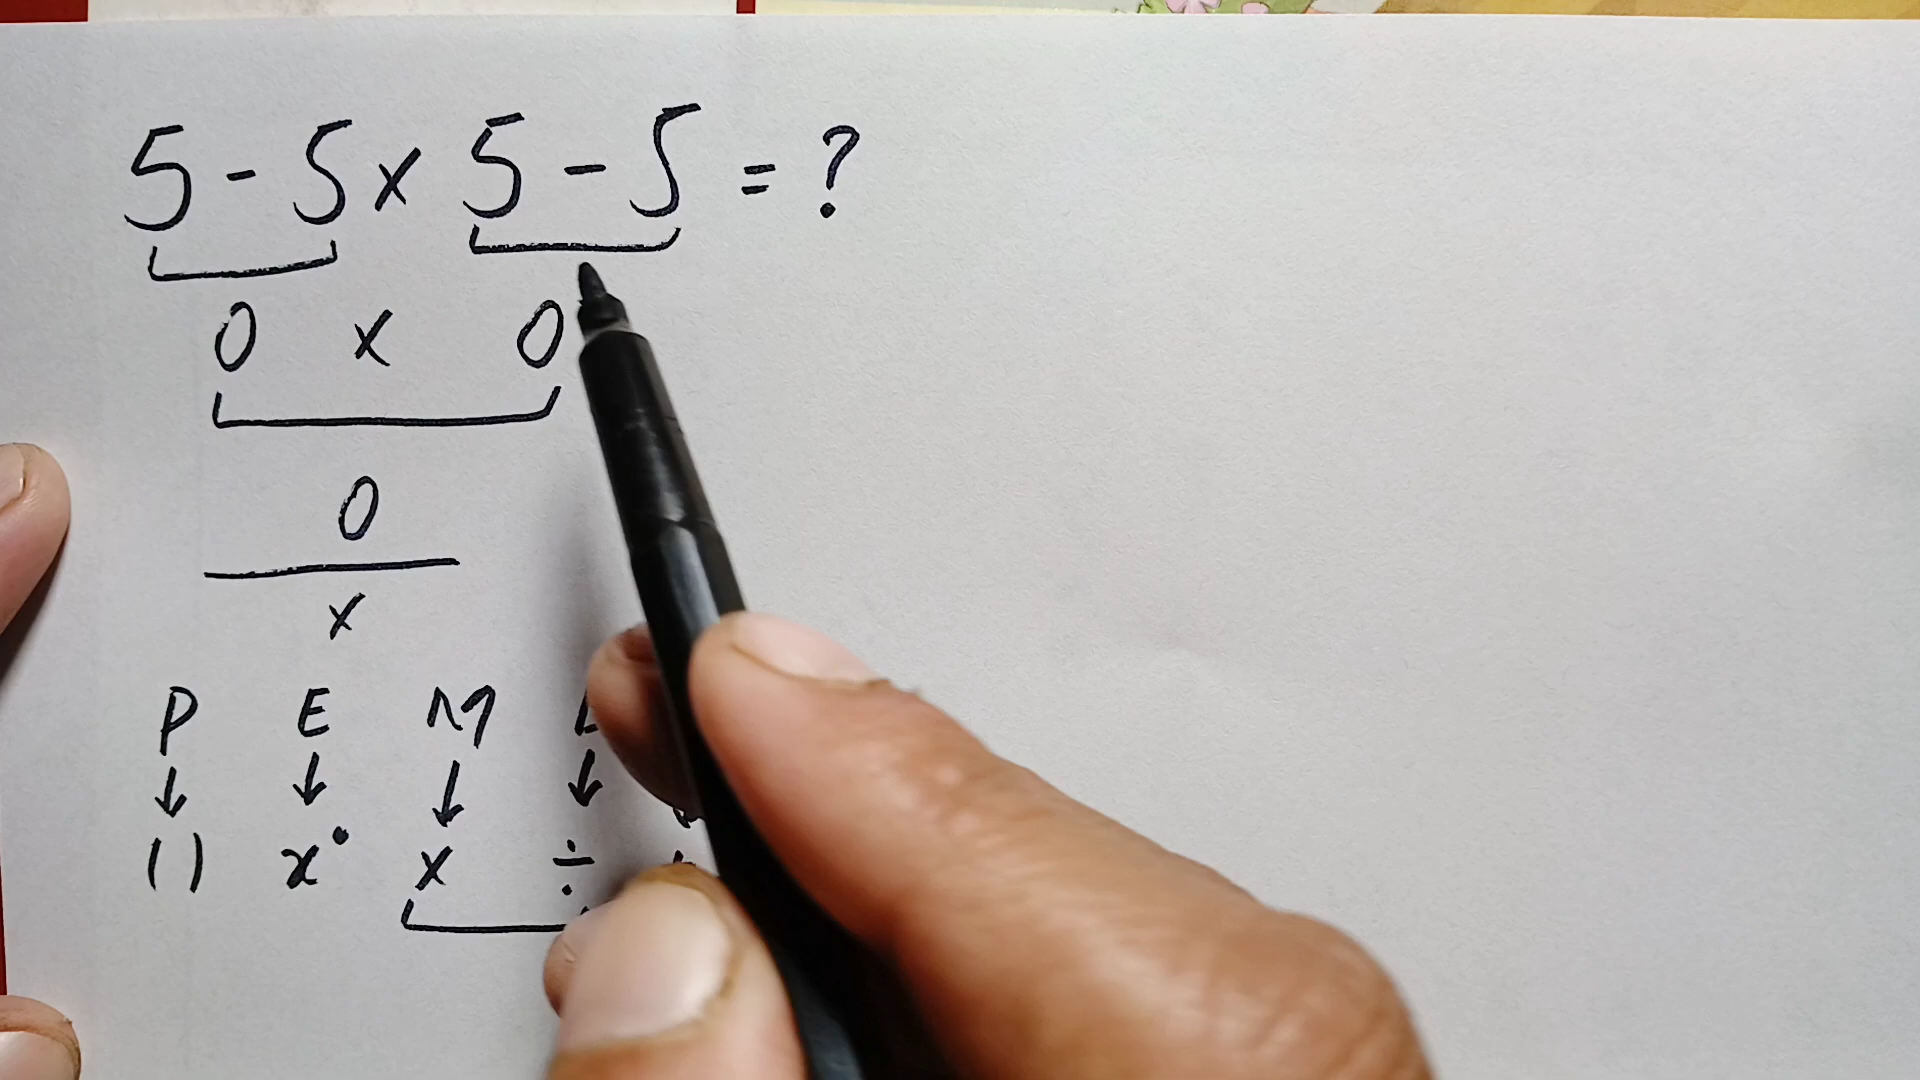 5 - 5 x 5 - 5 = ?
0 x 0
0
x
P E M
↓ ↓ ↓ ↓
() x° x ÷